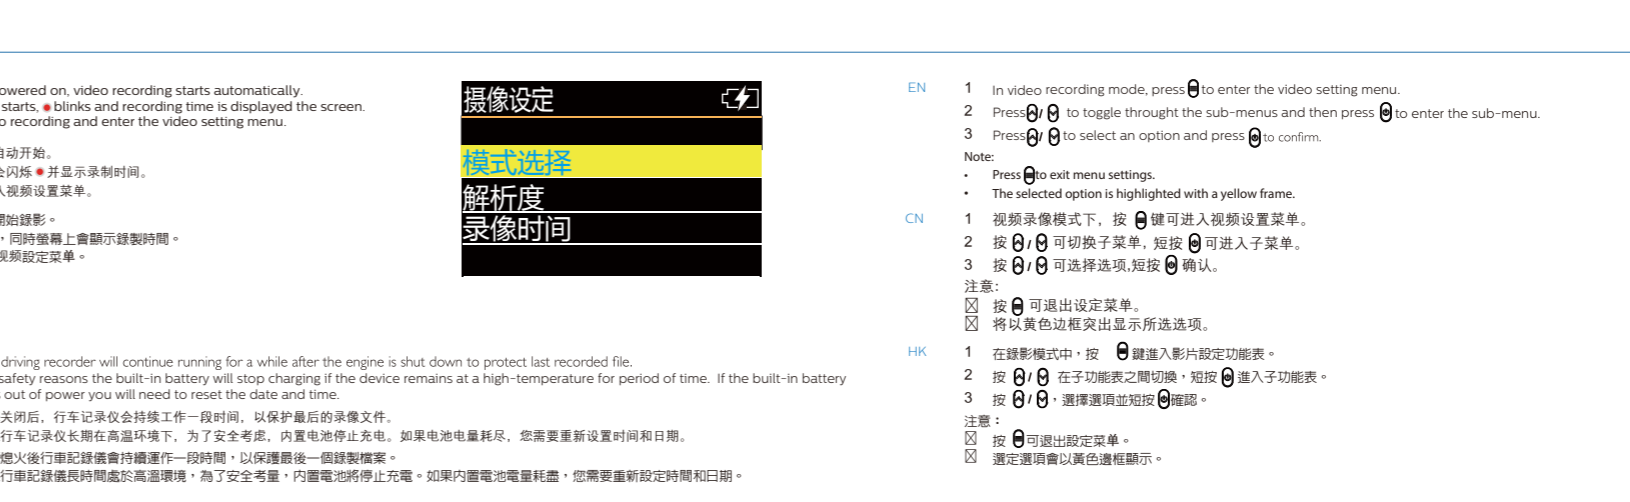 owered on, video recording starts automatically.
starts, blinks and recording time is displayed the screen.
o recording and enter the video setting menu.
自动开始。
会闪烁 并显示录制时间。
入视频设置菜单。
開始錄影。
，同時螢幕上會顯示錄製時間。
视频設定菜单。
摄像设定
模式选择
解析度
录像时间
driving recorder will continue running for a while after the engine is shut down to protect last recorded file.
safety reasons the built-in battery will stop charging if the device remains at a high-temperature for period of time. If the built-in battery
out of power you will need to reset the date and time.
关闭后，行车记录仪会持续工作一段时间，以保护最后的录像文件。
行车记录仪长期在高温环境下，为了安全考虑，内置电池停止充电。如果电池电量耗尽，您需要重新设置时间和日期。
熄火後行車記錄儀會持續運作一段時間，以保護最後一個錄製檔案。
行車記錄儀長時間處於高溫環境，為了安全考量，内置電池將停止充電。如果内置電池電量耗盡，您需要重新設定時間和日期。
EN 1 In video recording mode, press to enter the video setting menu.
2 Press / to toggle throught the sub-menus and then press to enter the sub-menu.
3 Press / to select an option and press to confirm.
Note:
• Press to exit menu settings.
• The selected option is highlighted with a yellow frame.
CN 1 视频录像模式下，按 键可进入视频设置菜单。
2 按 / 可切换子菜单, 短按 可进入子菜单。
3 按 / 可选择选项,短按 确认。
注意:
按 可退出设定菜单。
将以黄色边框突出显示所选选项。
HK 1 在錄影模式中，按 鍵進入影片設定功能表。
2 按 / 在子功能表之間切換，短按 進入子功能表。
3 按 / ，選擇選項並短按 確認。
注意：
按 可退出設定菜单。
選定選項會以黃色邊框顯示。